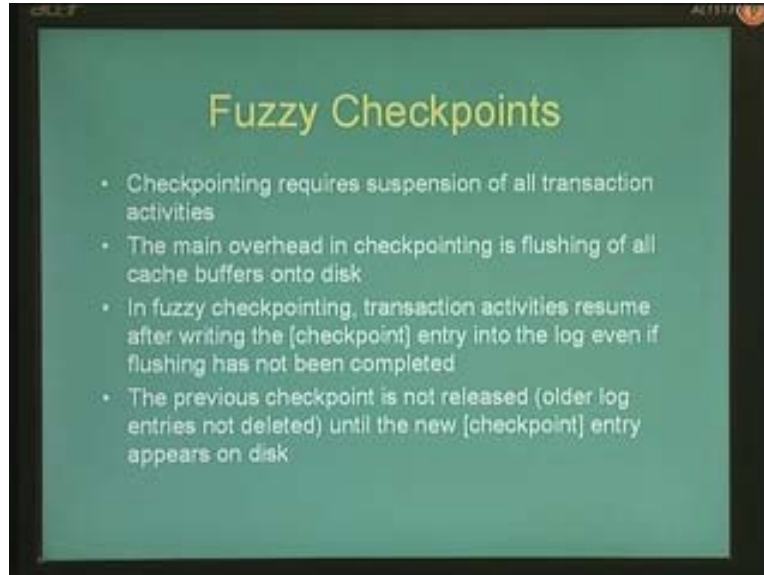 acer
Fuzzy Checkpoints
• Checkpointing requires suspension of all transaction
activities
• The main overhead in checkpointing is flushing of all
cache buffers onto disk
• In fuzzy checkpointing, transaction activities resume
after writing the [checkpoint] entry into the log even if
flushing has not been completed
• The previous checkpoint is not released (older log
entries not deleted) until the new [checkpoint] entry
appears on disk